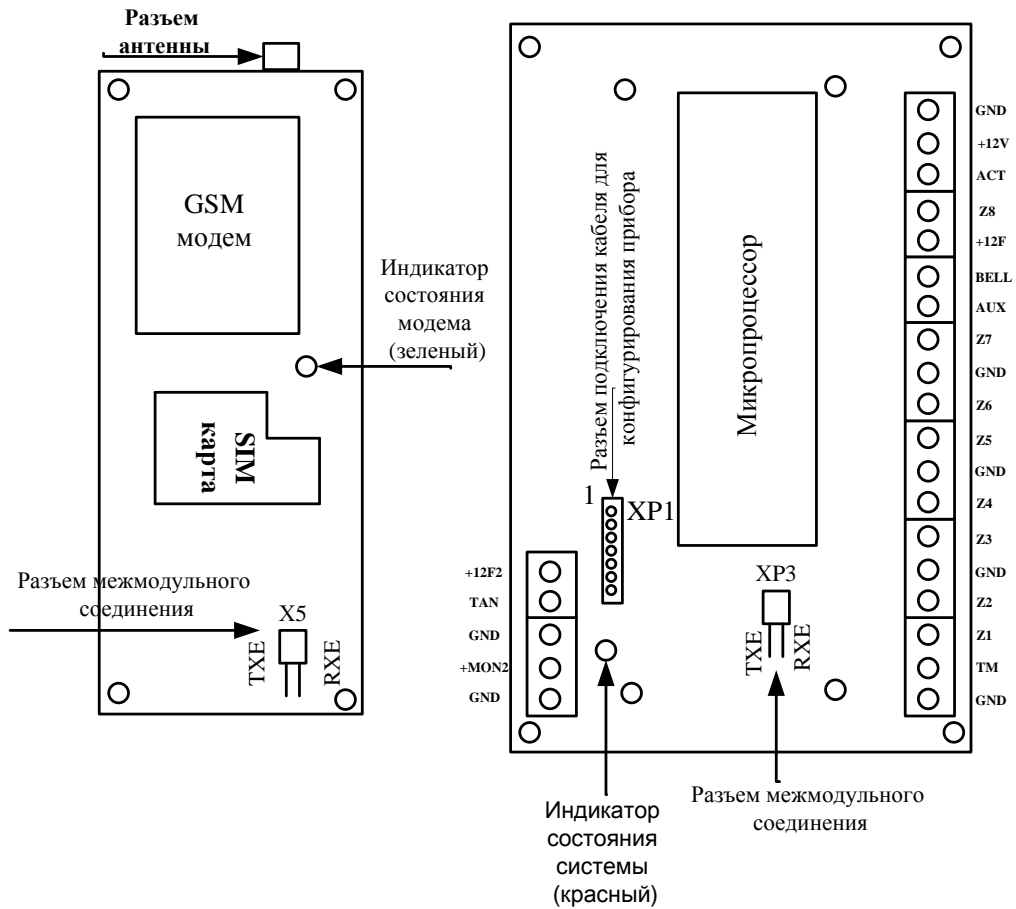 Разъем
антенны
GSM
модем
Индикатор
состояния
модема
(зеленый)
SIM
карта
Разъем межмодульного
соединения
X5
TXE
RXE
Разъем подключения кабеля для
конфигурирования прибора
1
XP1
Микропроцессор
XP3
TXE
RXE
+12F2
TAN
GND
+MON2
GND
GND
+12V
ACT
Z8
+12F
BELL
AUX
Z7
GND
Z6
Z5
GND
Z4
Z3
GND
Z2
Z1
TM
GND
Индикатор
состояния
системы
(красный)
Разъем межмодульного
соединения